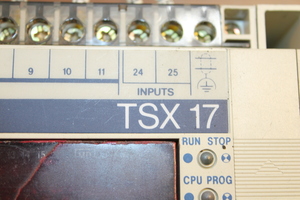 9 10 11 24 25
INPUTS
TSX 17
RUN STOP
CPU PROG